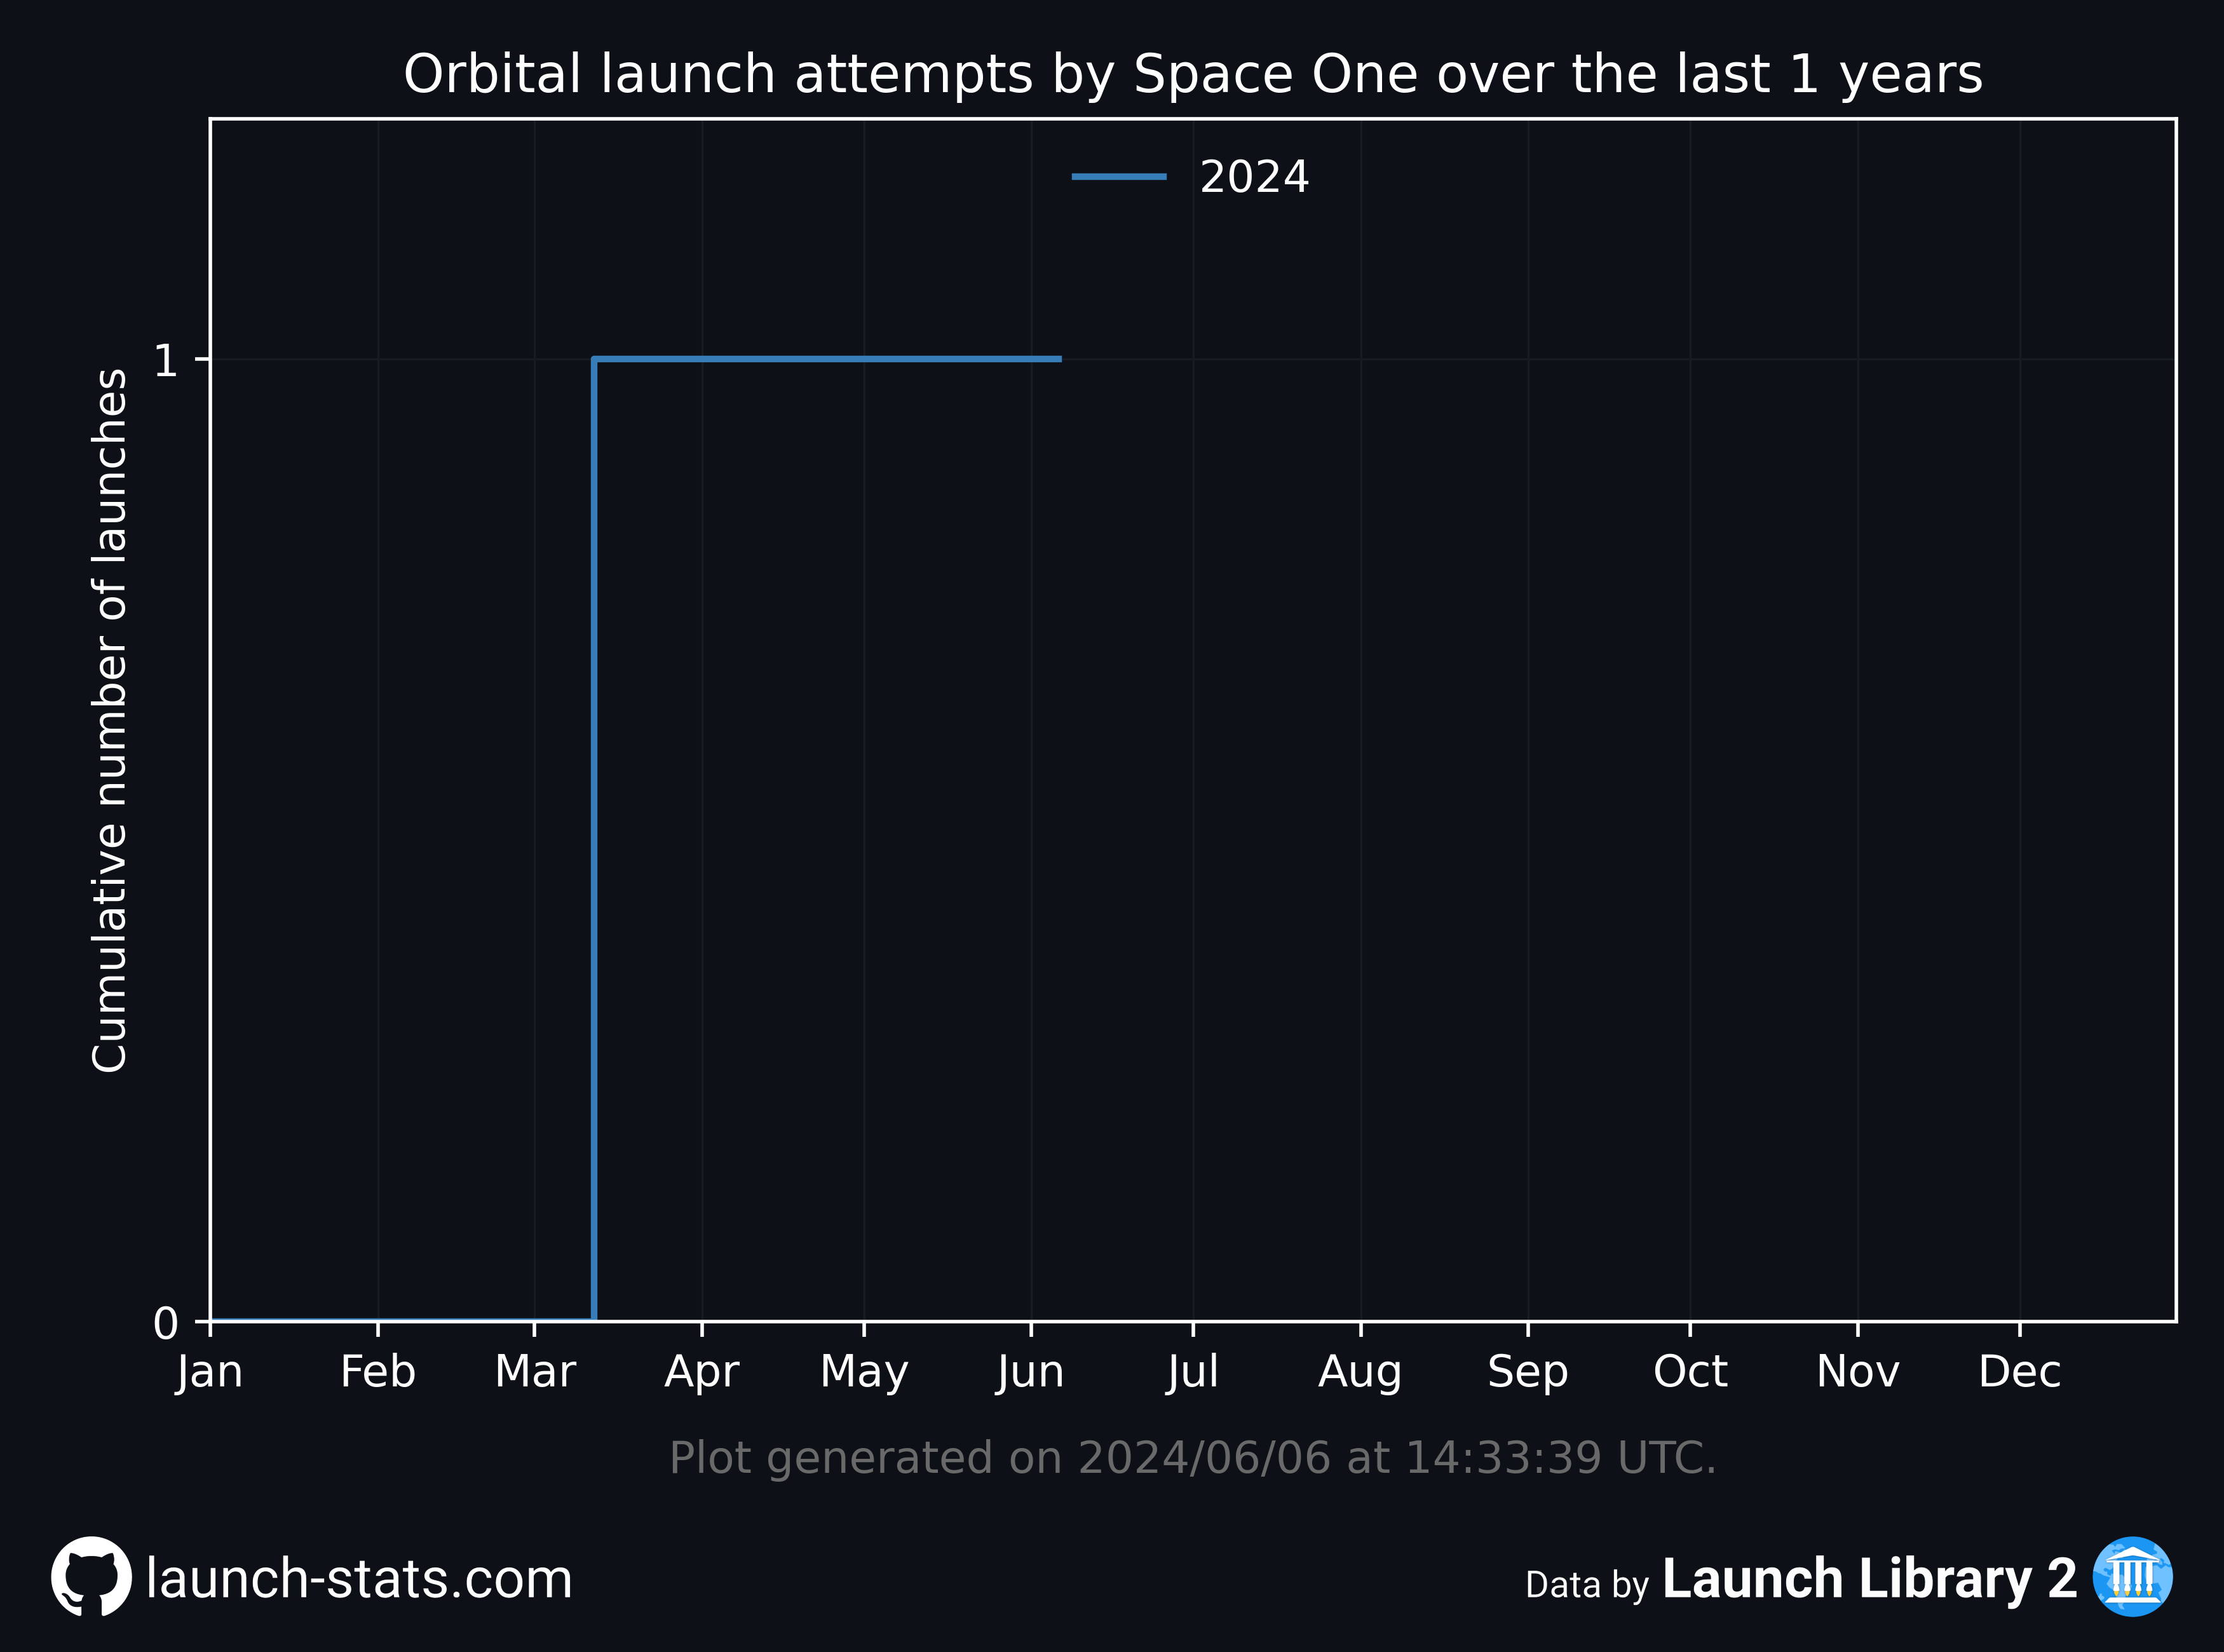 Orbital launch attempts by Space One over the last 1 years
2024
Cumulative number of launches
1
0
Jan Feb Mar Apr May Jun Jul Aug Sep Oct Nov Dec
Plot generated on 2024/06/06 at 14:33:39 UTC.
launch-stats.com
Data by Launch Library 2